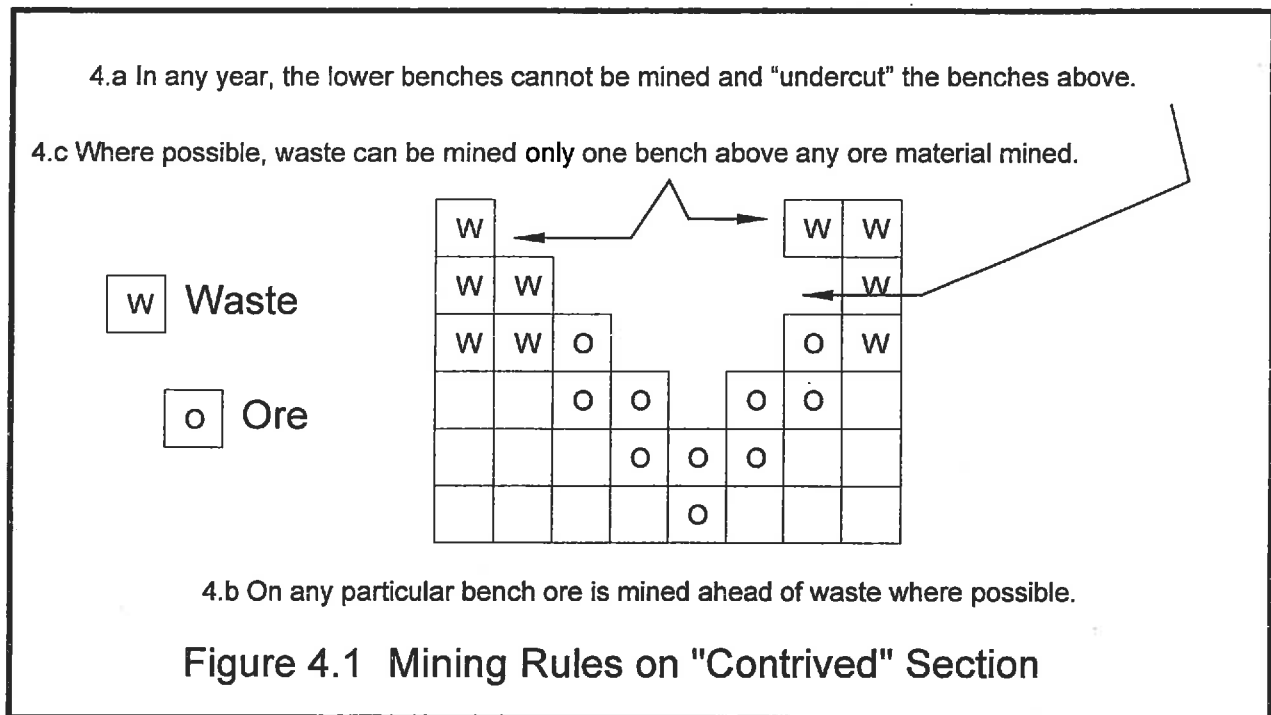 4.a In any year, the lower benches cannot be mined and “undercut” the benches above.
4.c Where possible, waste can be mined only one bench above any ore material mined.
W W W
W Waste
W W W
W W O O W
O Ore
O O O O
O O O
O
4.b On any particular bench ore is mined ahead of waste where possible.
Figure 4.1 Mining Rules on "Contrived" Section